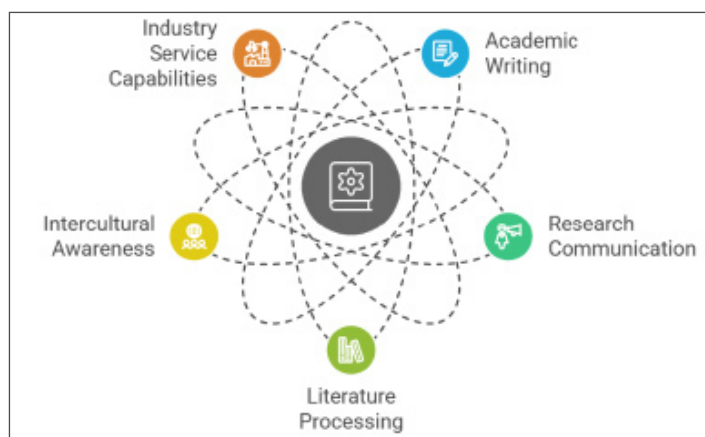 Industry
Service
Capabilities
Academic
Writing
Intercultural
Awareness
Research
Communication
Literature
Processing